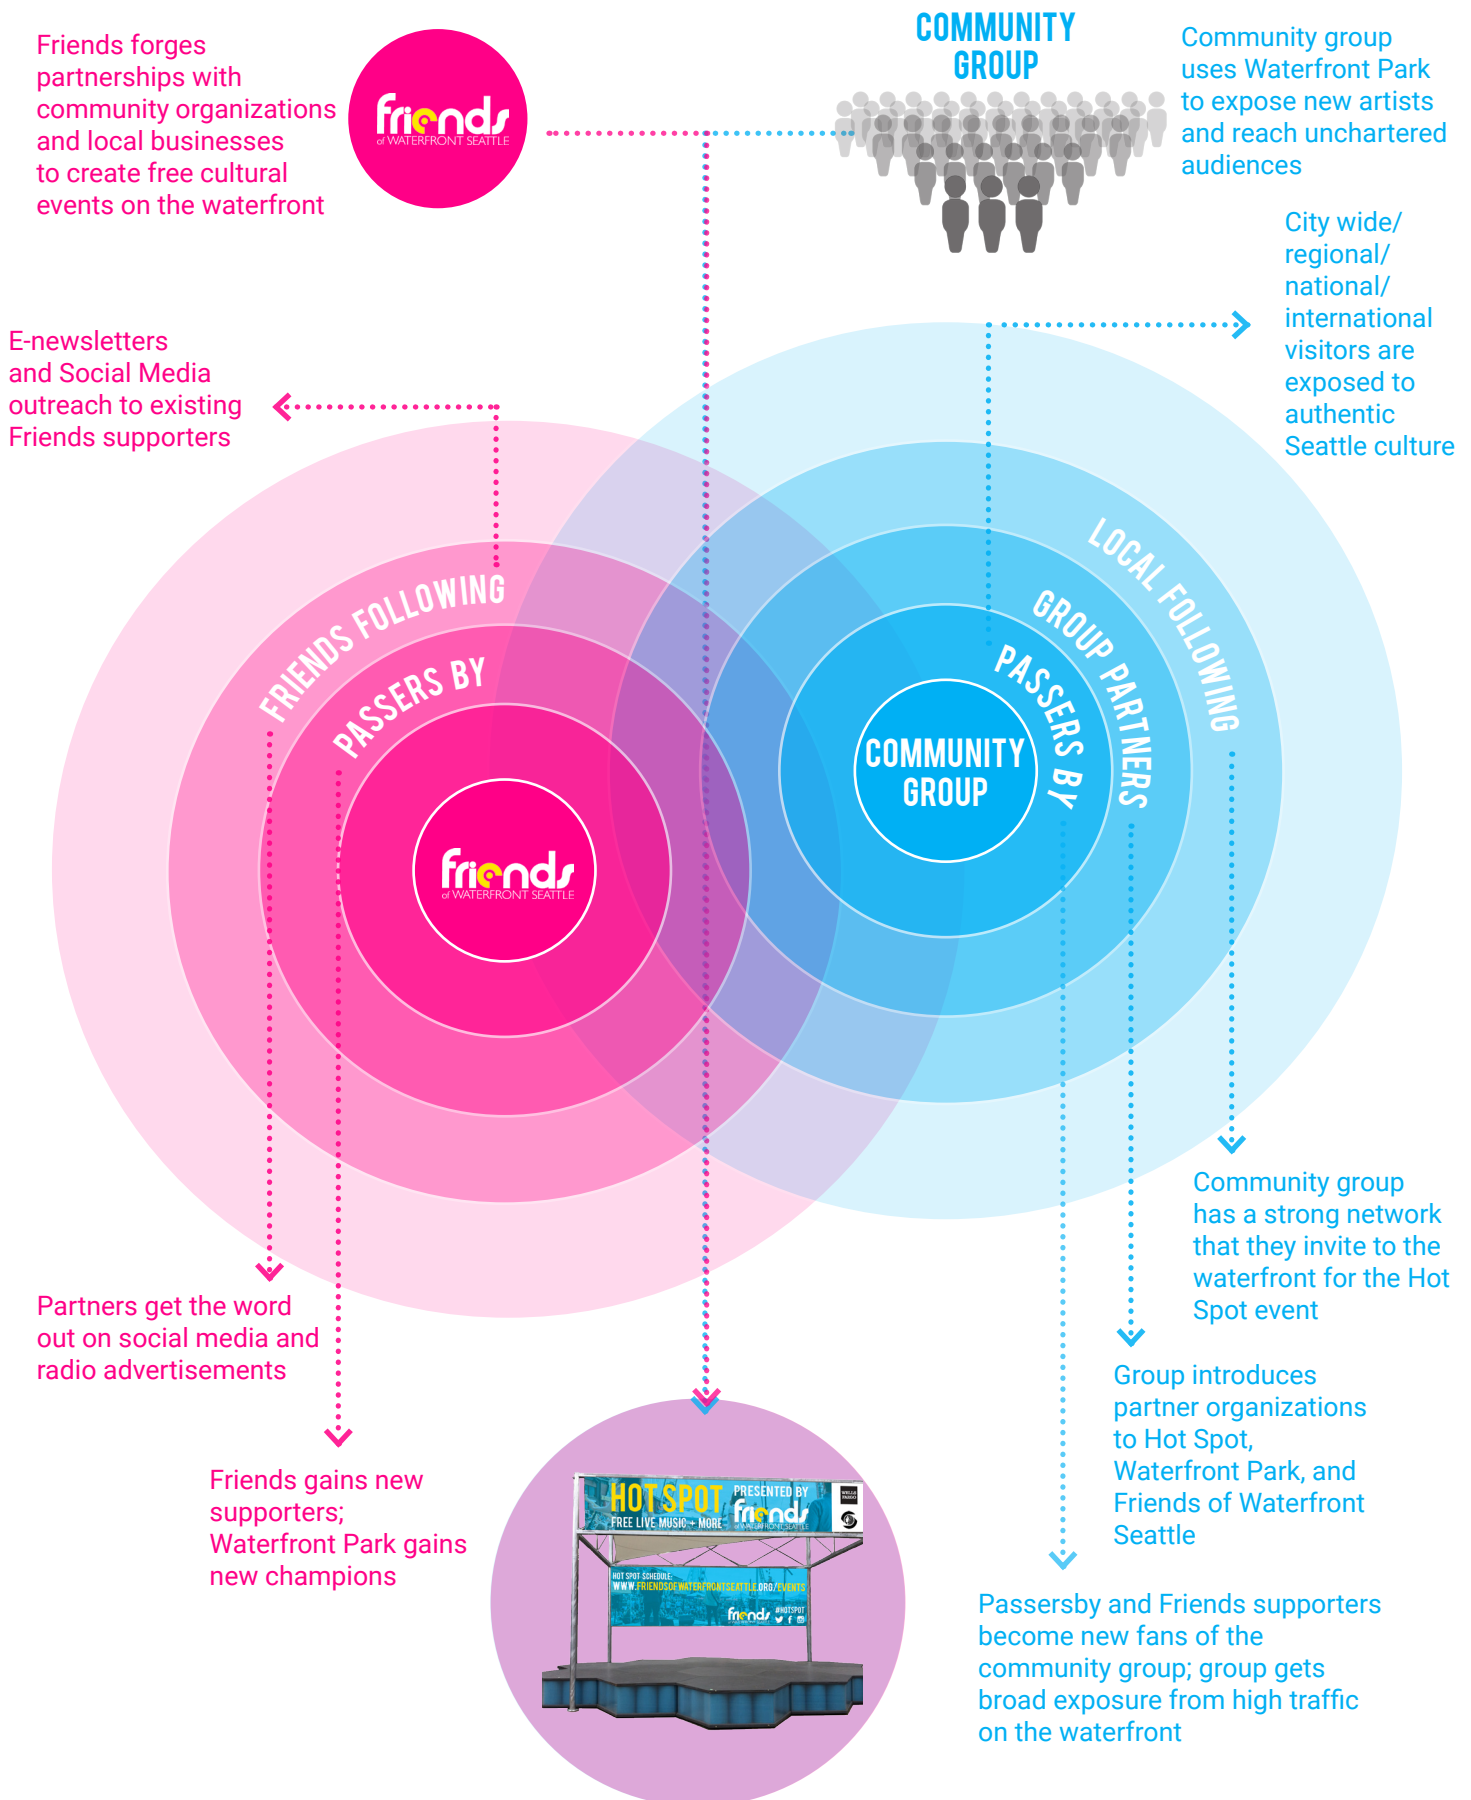 Friends forges
partnerships with
community organizations
and local businesses
to create free cultural
events on the waterfront
friends
of WATERFRONT SEATTLE
COMMUNITY
GROUP
Community group
uses Waterfront Park
to expose new artists
and reach unchartered
audiences
City wide/
regional/
national/
international
visitors are
exposed to
authentic
Seattle culture
E-newsletters
and Social Media
outreach to existing
Friends supporters
FRIENDS FOLLOWING
PASSERS BY
friends
of WATERFRONT SEATTLE
LOCAL FOLLOWING
GROUP PARTNERS
PASSERS BY
COMMUNITY
GROUP
Community group
has a strong network
that they invite to the
waterfront for the Hot
Spot event
Partners get the word
out on social media and
radio advertisements
Group introduces
partner organizations
to Hot Spot,
Waterfront Park, and
Friends of Waterfront
Seattle
Friends gains new
supporters;
Waterfront Park gains
new champions
Passersby and Friends supporters
become new fans of the
community group; group gets
broad exposure from high traffic
on the waterfront
HOT SPOT
FREE LIVE MUSIC + MORE
PRESENTED BY
friends
of WATERFRONT SEATTLE
WELLS
FARGO
HOT SPOT SCHEDULE:
WWW.FRIENDSOFWATERFRONTSEATTLE.ORG/EVENTS
friends
#HOTSPOT